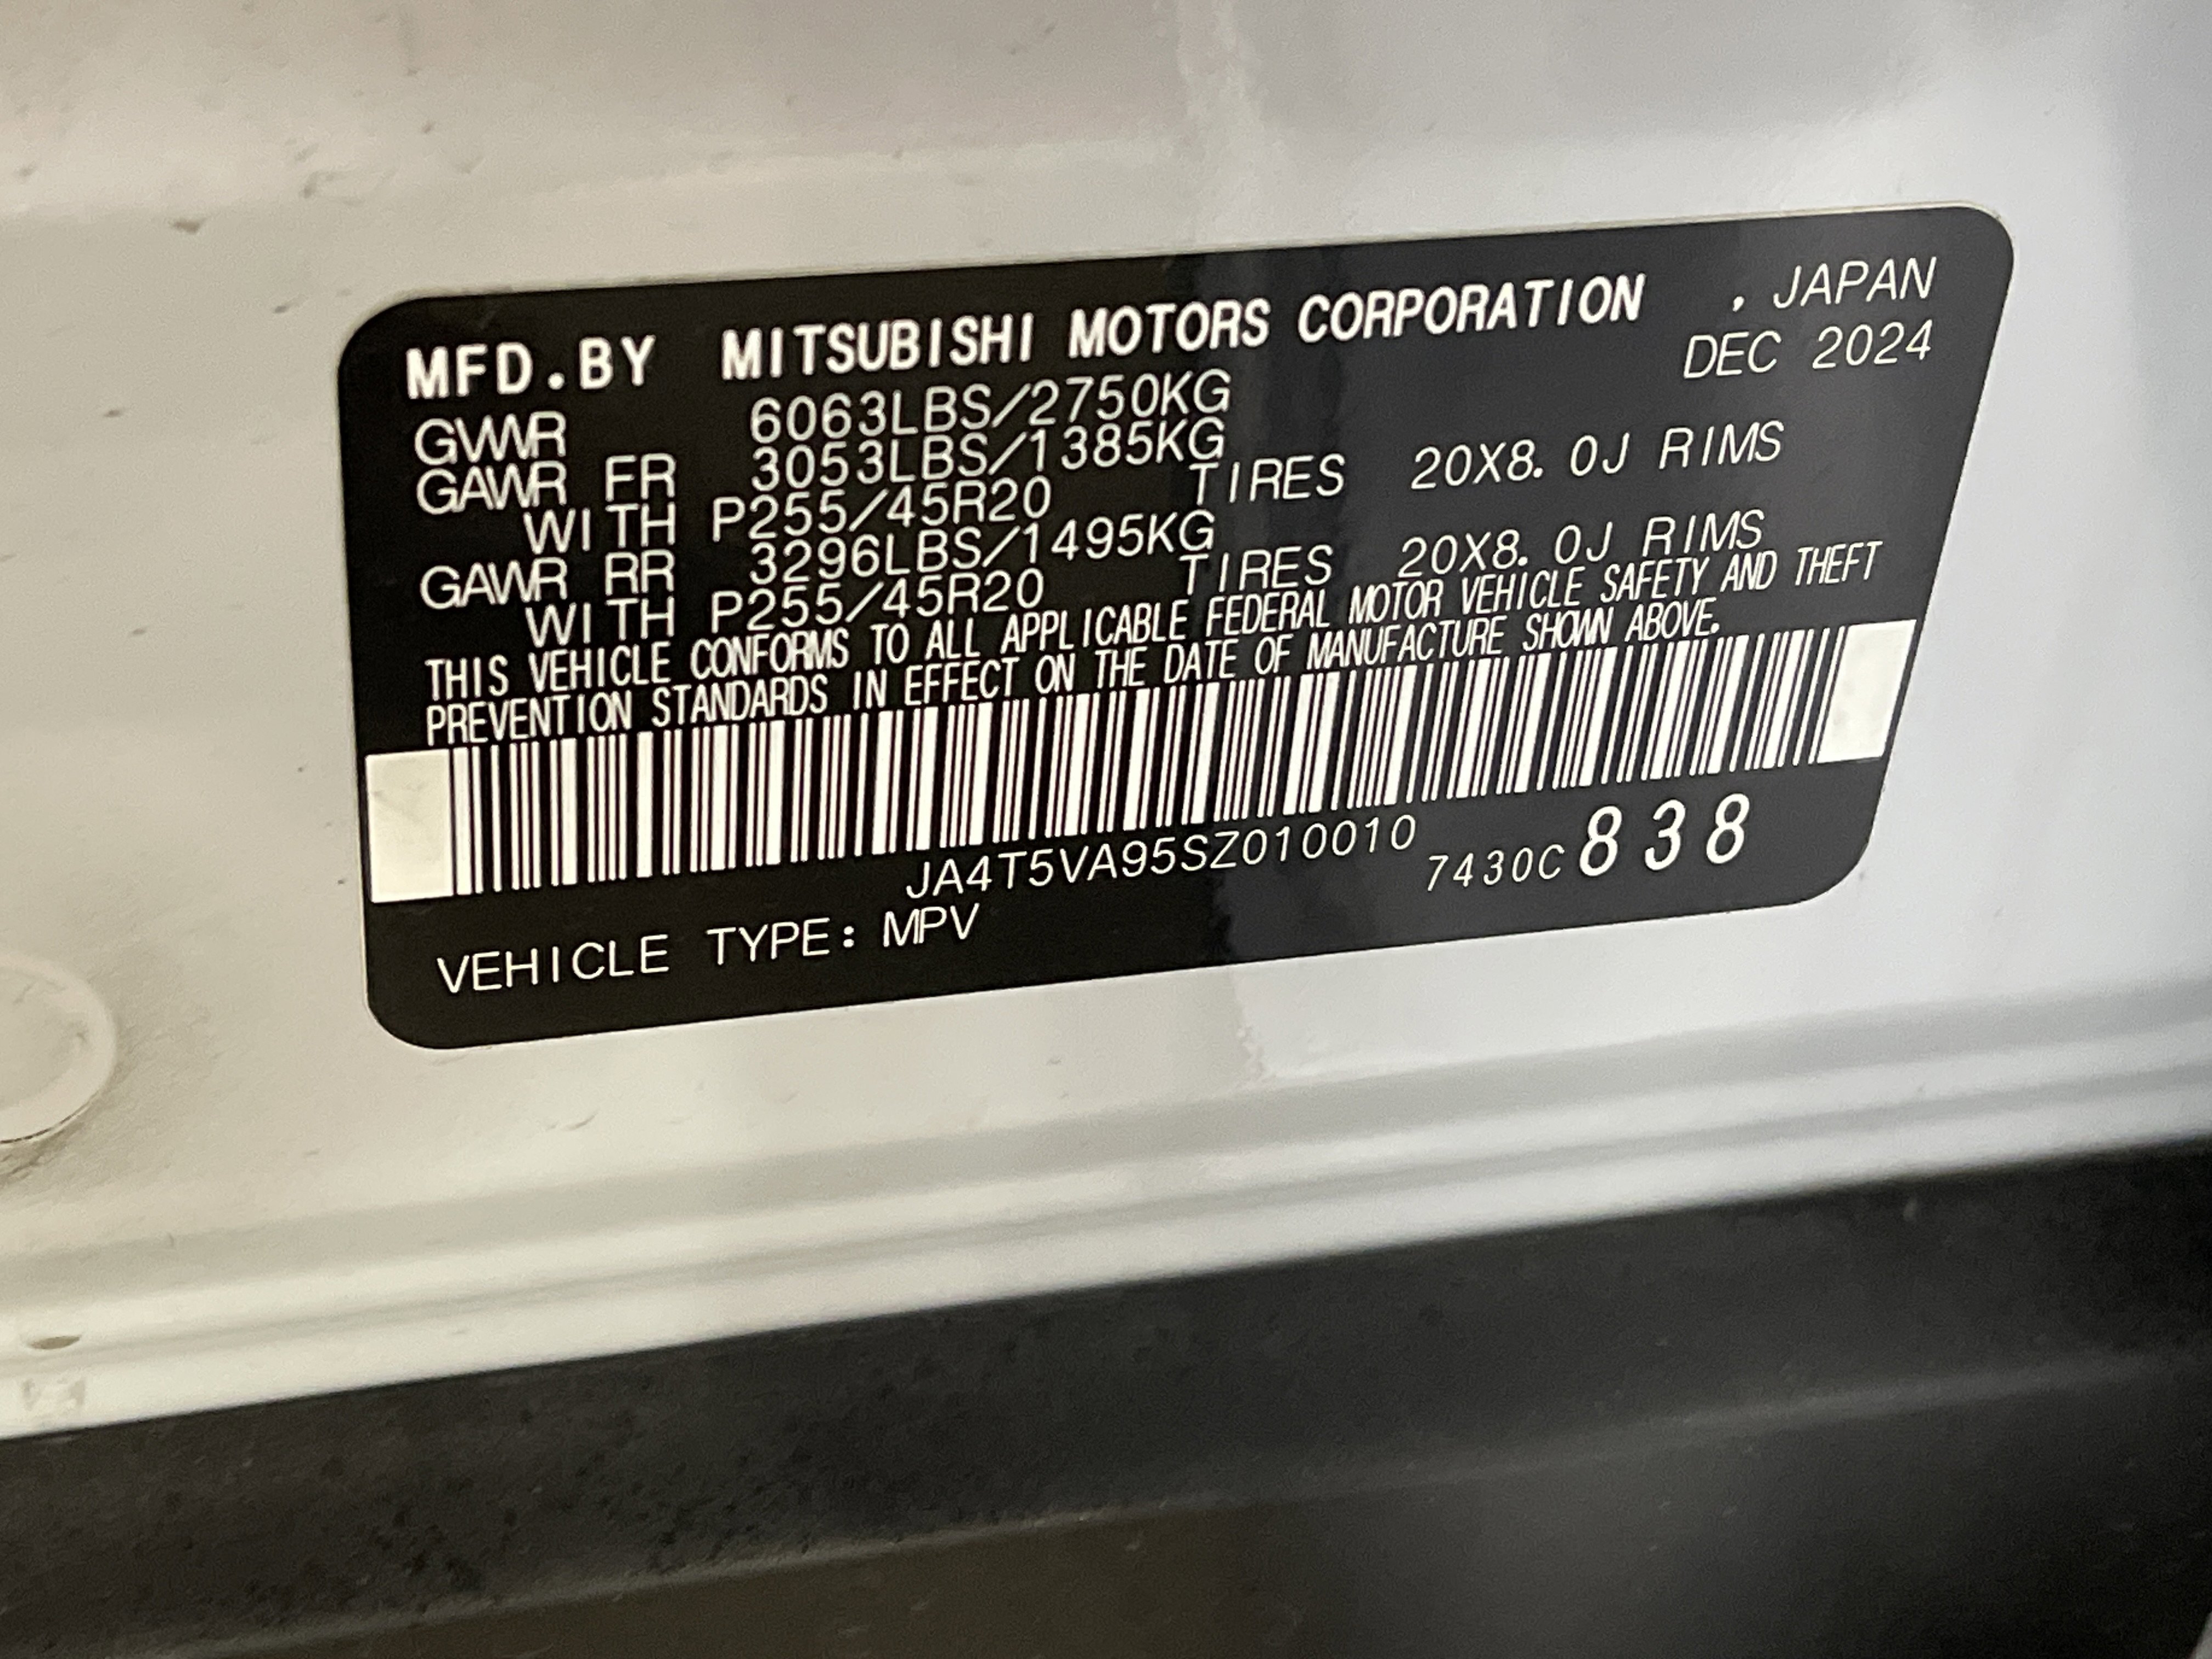 MFD.BY MITSUBISHI MOTORS CORPORATION , JAPAN
DEC 2024
GVWR 6063LBS/2750KG
GAWR FR 3053LBS/1385KG
WITH P255/45R20 TIRES 20X8.0J RIMS
GAWR RR 3296LBS/1495KG
WITH P255/45R20 TIRES 20X8.0J RIMS
THIS VEHICLE CONFORMS TO ALL APPLICABLE FEDERAL MOTOR VEHICLE SAFETY AND THEFT
PREVENTION STANDARDS IN EFFECT ON THE DATE OF MANUFACTURE SHOWN ABOVE.
JA4T5VA95SZ010010 7430C838
VEHICLE TYPE: MPV